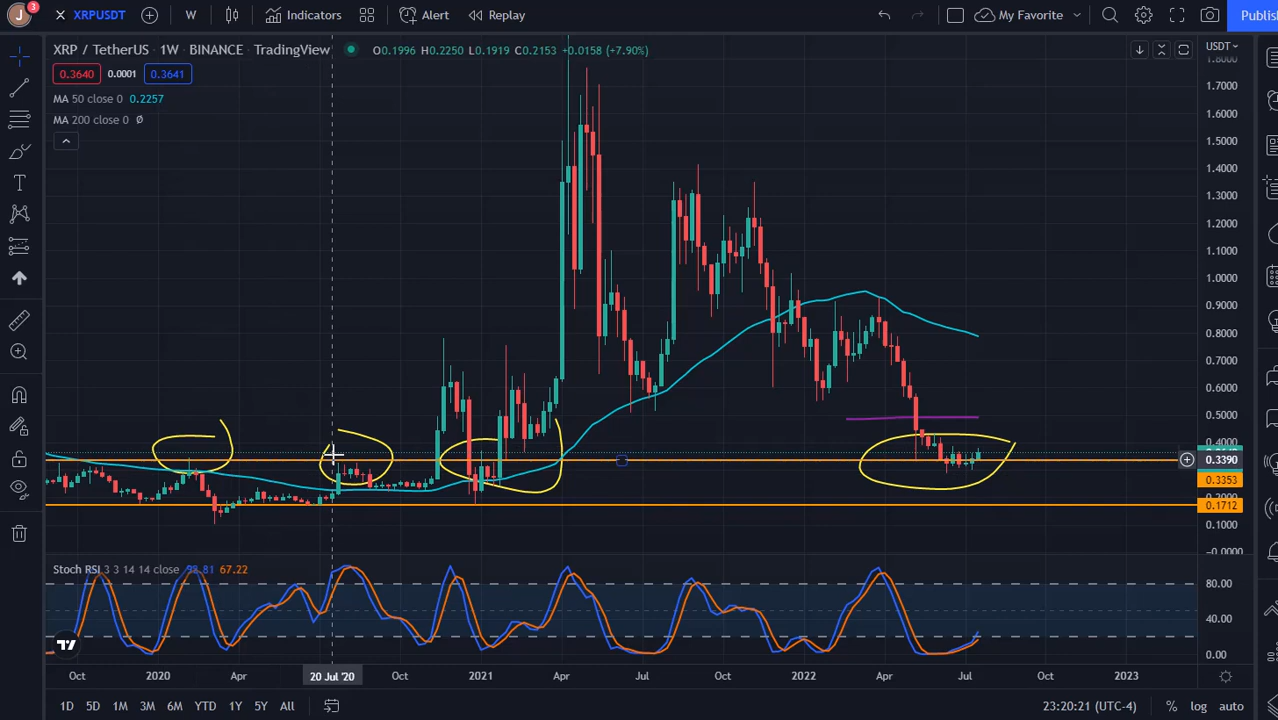 J 3 XRPUSDT W Indicators Alert Replay My Favorite Publis
XRP / TetherUS · 1W · BINANCE · TradingView O0.1996 H0.2250 L0.1919 C0.2153 +0.0158 (+7.90%) USDT
0.3640 0.0001 0.3641
MA 50 close 0 0.2257
MA 200 close 0 Ø
1.7000
1.6000
1.5000
1.4000
1.3000
1.2000
1.1000
1.0000
0.9000
0.8000
0.7000
0.6000
0.5000
0.4000
0.3390
0.3353
0.1712
0.1000
−0.0000
Stoch RSI 3 3 14 14 close 98.81 67.22
80.00
40.00
0.00
Oct 2020 Apr 20 Jul '20 Oct 2021 Apr Jul Oct 2022 Apr Jul Oct 2023
1D 5D 1M 3M 6M YTD 1Y 5Y All 23:20:21 (UTC-4) % log auto